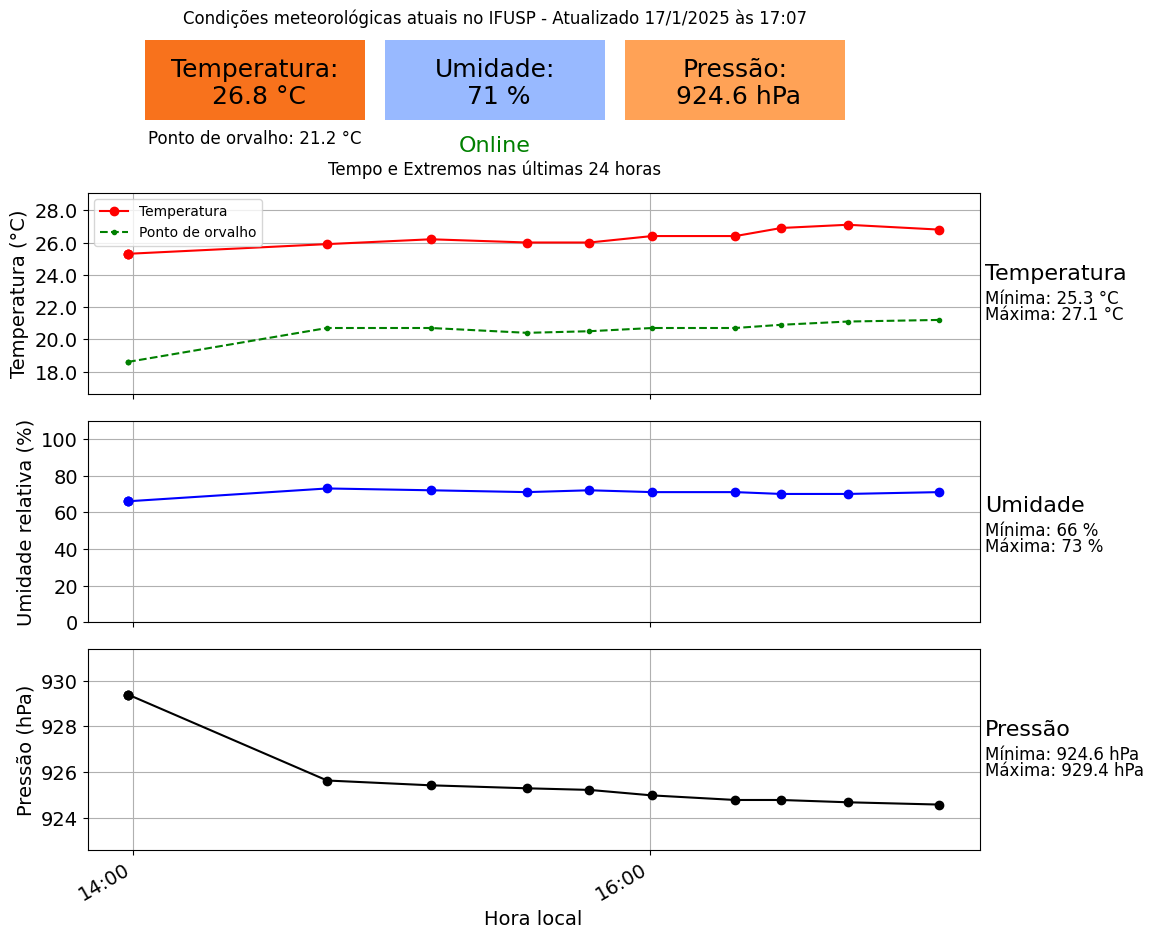 Condições meteorológicas atuais no IFUSP - Atualizado 17/1/2025 às 17:07
Temperatura:
26.8 °C
Umidade:
71 %
Pressão:
924.6 hPa
Ponto de orvalho: 21.2 °C
Online
Tempo e Extremos nas últimas 24 horas
Temperatura (°C)
28.0
26.0
24.0
22.0
20.0
18.0
Temperatura
Ponto de orvalho
Temperatura
Mínima: 25.3 °C
Máxima: 27.1 °C
Umidade relativa (%)
100
80
60
40
20
0
Umidade
Mínima: 66 %
Máxima: 73 %
Pressão (hPa)
930
928
926
924
Pressão
Mínima: 924.6 hPa
Máxima: 929.4 hPa
14:00
16:00
Hora local